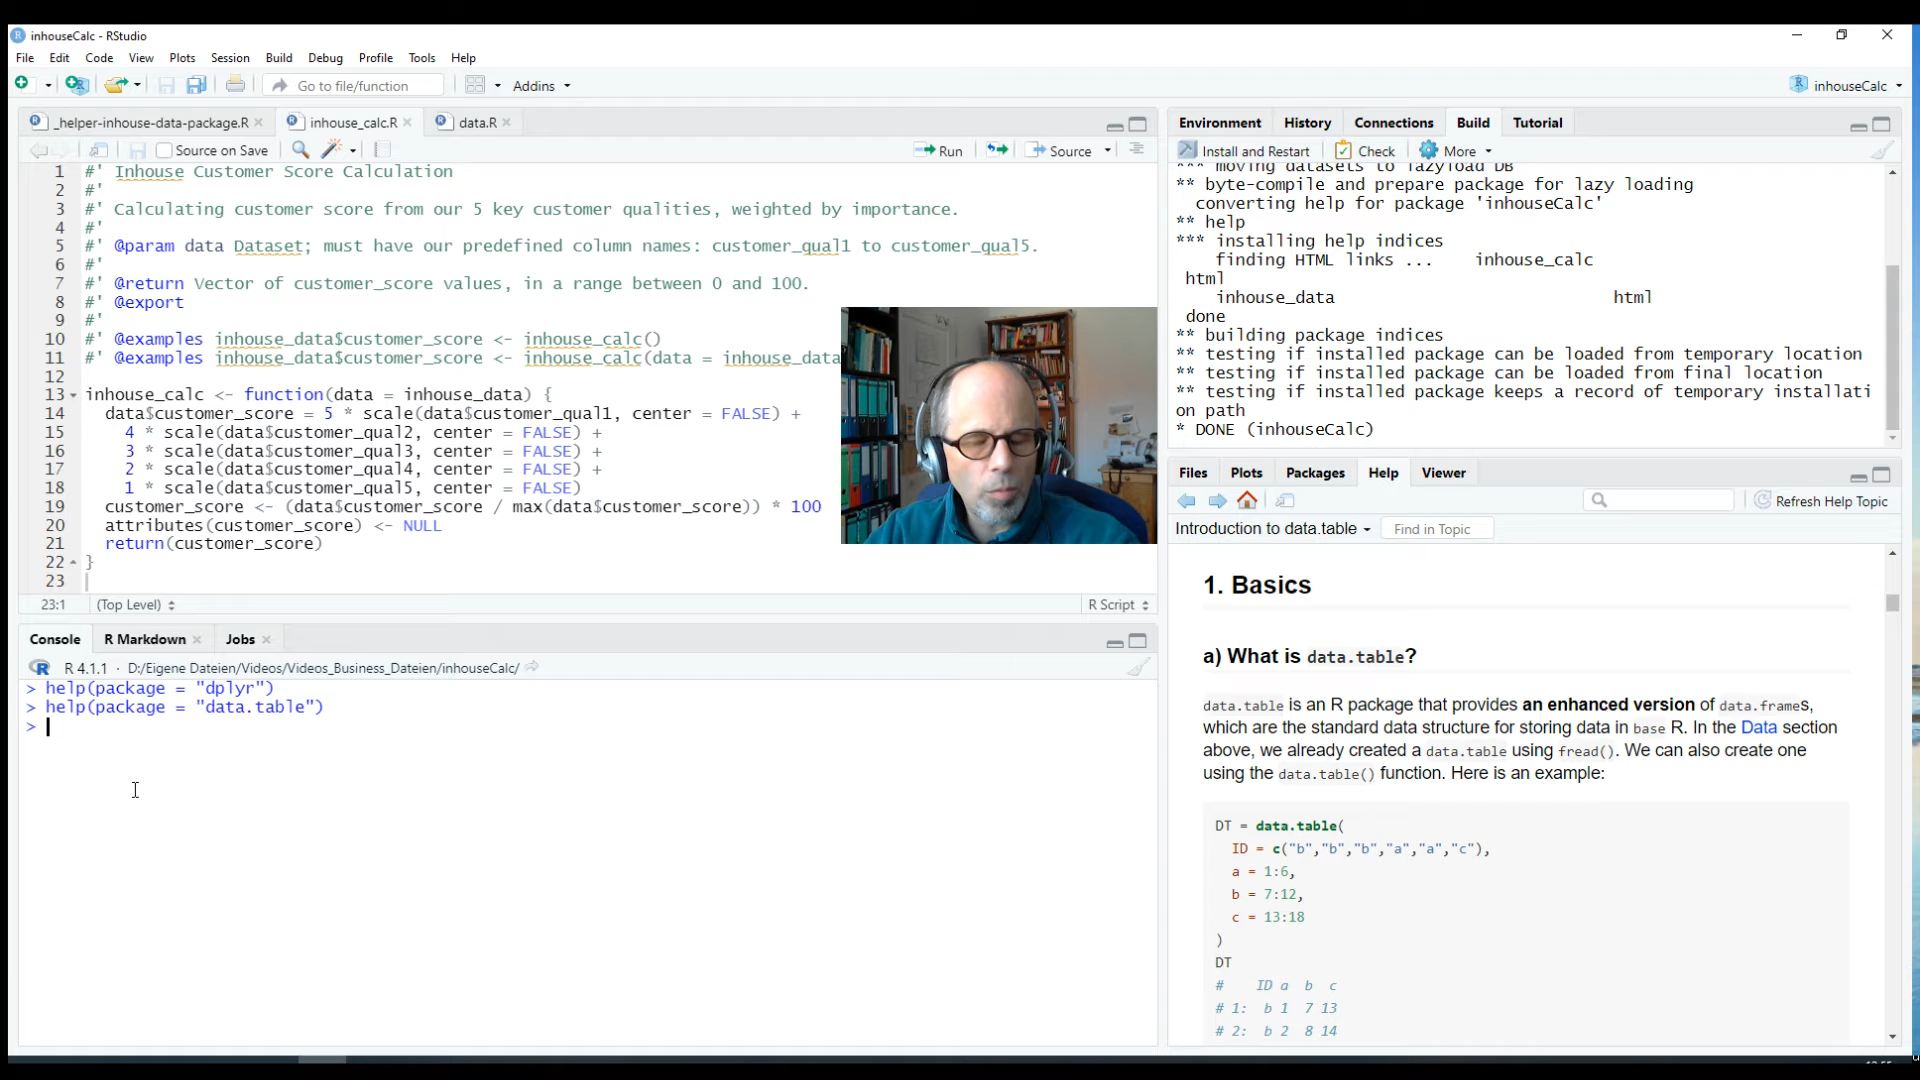 inhouseCalc - RStudio
File Edit Code View Plots Session Build Debug Profile Tools Help
Go to file/function Addins inhouseCalc
_helper-inhouse-data-package.R inhouse_calc.R data.R
Source on Save Run Source
1 #' Inhouse Customer Score Calculation
2 #'
3 #' Calculating customer score from our 5 key customer qualities, weighted by importance.
4 #'
5 #' @param data Dataset; must have our predefined column names: customer_qual1 to customer_qual5.
6 #'
7 #' @return Vector of customer_score values, in a range between 0 and 100.
8 #' @export
9 #'
10 #' @examples inhouse_data$customer_score <- inhouse_calc()
11 #' @examples inhouse_data$customer_score <- inhouse_calc(data = inhouse_data
12
13 inhouse_calc <- function(data = inhouse_data) {
14 data$customer_score = 5 * scale(data$customer_qual1, center = FALSE) +
15 4 * scale(data$customer_qual2, center = FALSE) +
16 3 * scale(data$customer_qual3, center = FALSE) +
17 2 * scale(data$customer_qual4, center = FALSE) +
18 1 * scale(data$customer_qual5, center = FALSE)
19 customer_score <- (data$customer_score / max(data$customer_score)) * 100
20 attributes(customer_score) <- NULL
21 return(customer_score)
22 }
23
23:1 (Top Level) R Script
Console R Markdown Jobs
R 4.1.1 · D:/Eigene Dateien/Videos/Videos_Business_Dateien/inhouseCalc/
> help(package = "dplyr")
> help(package = "data.table")
>
Environment History Connections Build Tutorial
Install and Restart Check More
*** moving datasets to lazyload DB
** byte-compile and prepare package for lazy loading
converting help for package 'inhouseCalc'
** help
*** installing help indices
finding HTML links ... inhouse_calc
html
inhouse_data html
done
** building package indices
** testing if installed package can be loaded from temporary location
** testing if installed package can be loaded from final location
** testing if installed package keeps a record of temporary installati
on path
* DONE (inhouseCalc)
Files Plots Packages Help Viewer
Refresh Help Topic
Introduction to data.table Find in Topic
1. Basics
a) What is data.table?
data.table is an R package that provides an enhanced version of data.frames,
which are the standard data structure for storing data in base R. In the Data section
above, we already created a data.table using fread(). We can also create one
using the data.table() function. Here is an example:
DT = data.table(
ID = c("b","b","b","a","a","c"),
a = 1:6,
b = 7:12,
c = 13:18
)
DT
# ID a b c
# 1: b 1 7 13
# 2: b 2 8 14